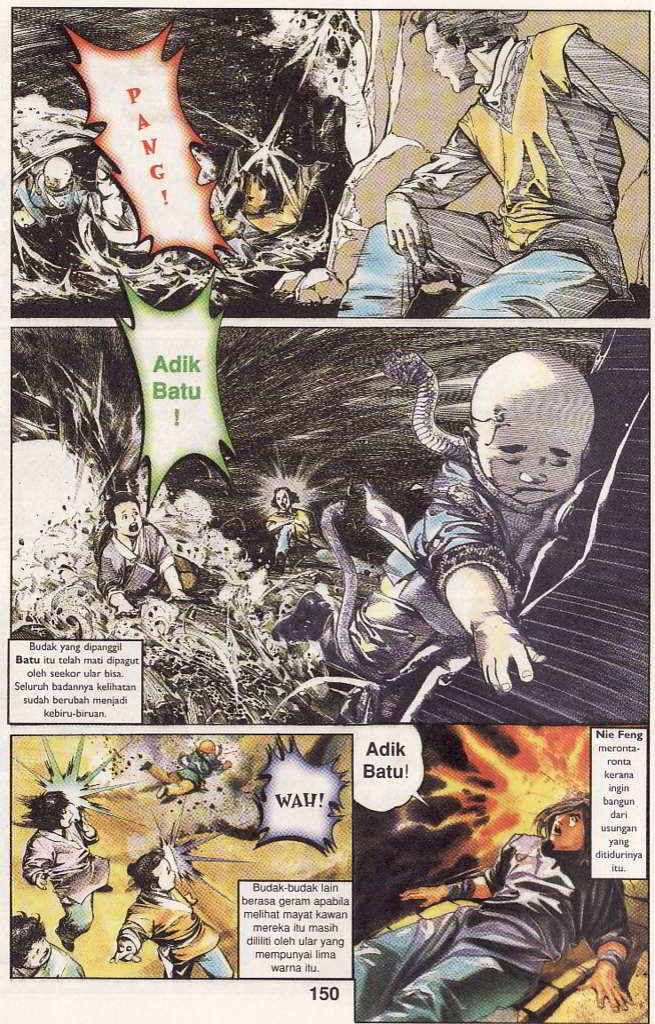 PANG!
Adik
Batu
!
Budak yang dipanggil
Batu itu telah mati dipagut
oleh seekor ular bisa.
Seluruh badannya kelihatan
sudah berubah menjadi
kebiru-biruan.
WAH!
Budak-budak lain
berasa geram apabila
melihat mayat kawan
mereka itu masih
dililiti oleh ular yang
mempunyai lima
warna itu.
Adik
Batu!
Nie Feng
meronta-
ronta
kerana
ingin
bangun
dari
usungan
yang
ditidurinya
itu.
150